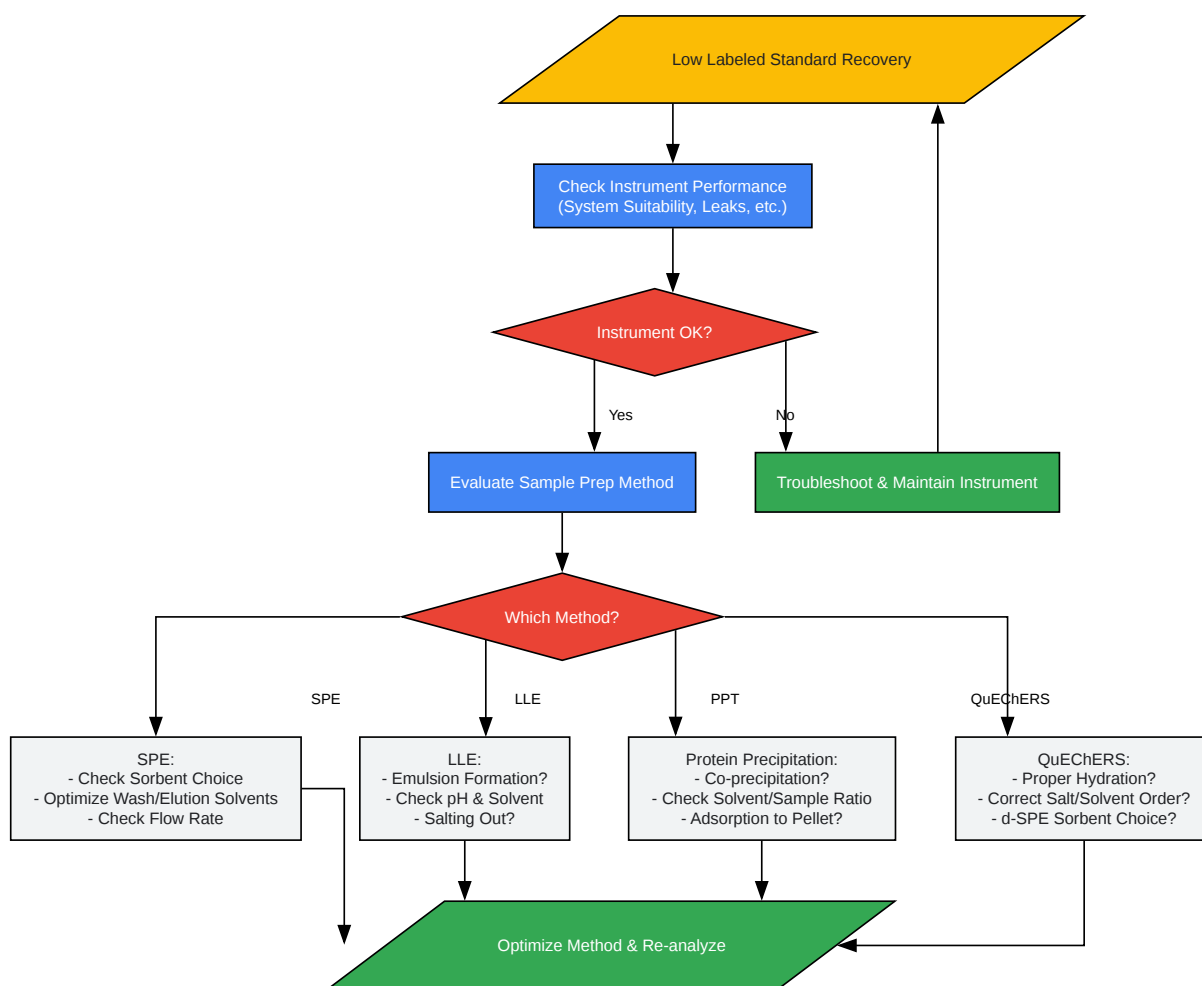 Low Labeled Standard Recovery
Check Instrument Performance
(System Suitability, Leaks, etc.)
Instrument OK?
Yes
No
Evaluate Sample Prep Method
Troubleshoot & Maintain Instrument
Which Method?
SPE
LLE
PPT
QuEChERS
SPE:
- Check Sorbent Choice
- Optimize Wash/Elution Solvents
- Check Flow Rate
LLE:
- Emulsion Formation?
- Check pH & Solvent
- Salting Out?
Protein Precipitation:
- Co-precipitation?
- Check Solvent/Sample Ratio
- Adsorption to Pellet?
QuEChERS:
- Proper Hydration?
- Correct Salt/Solvent Order?
- d-SPE Sorbent Choice?
Optimize Method & Re-analyze